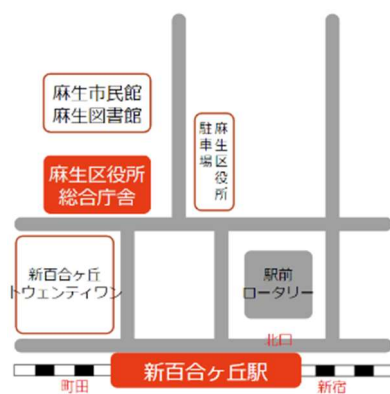 麻生市民館
麻生図書館
麻生区役所
駐車場
麻生区役所
総合庁舎
新百合ヶ丘
トウェンティワン
駅前
ロータリー
北口
新百合ヶ丘駅
町田
新宿